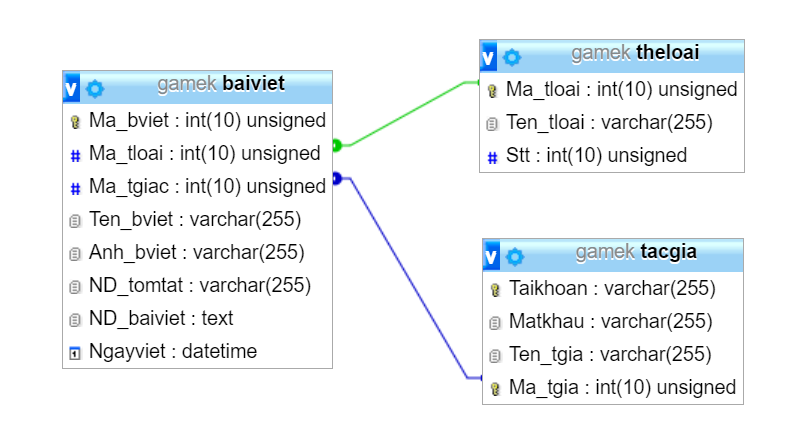 gamek baiviet
Ma_bviet : int(10) unsigned
Ma_tloai : int(10) unsigned
Ma_tgiac : int(10) unsigned
Ten_bviet : varchar(255)
Anh_bviet : varchar(255)
ND_tomtat : varchar(255)
ND_baiviet : text
Ngayviet : datetime
gamek theloai
Ma_tloai : int(10) unsigned
Ten_tloai : varchar(255)
Stt : int(10) unsigned
gamek tacgia
Taikhoan : varchar(255)
Matkhau : varchar(255)
Ten_tgia : varchar(255)
Ma_tgia : int(10) unsigned